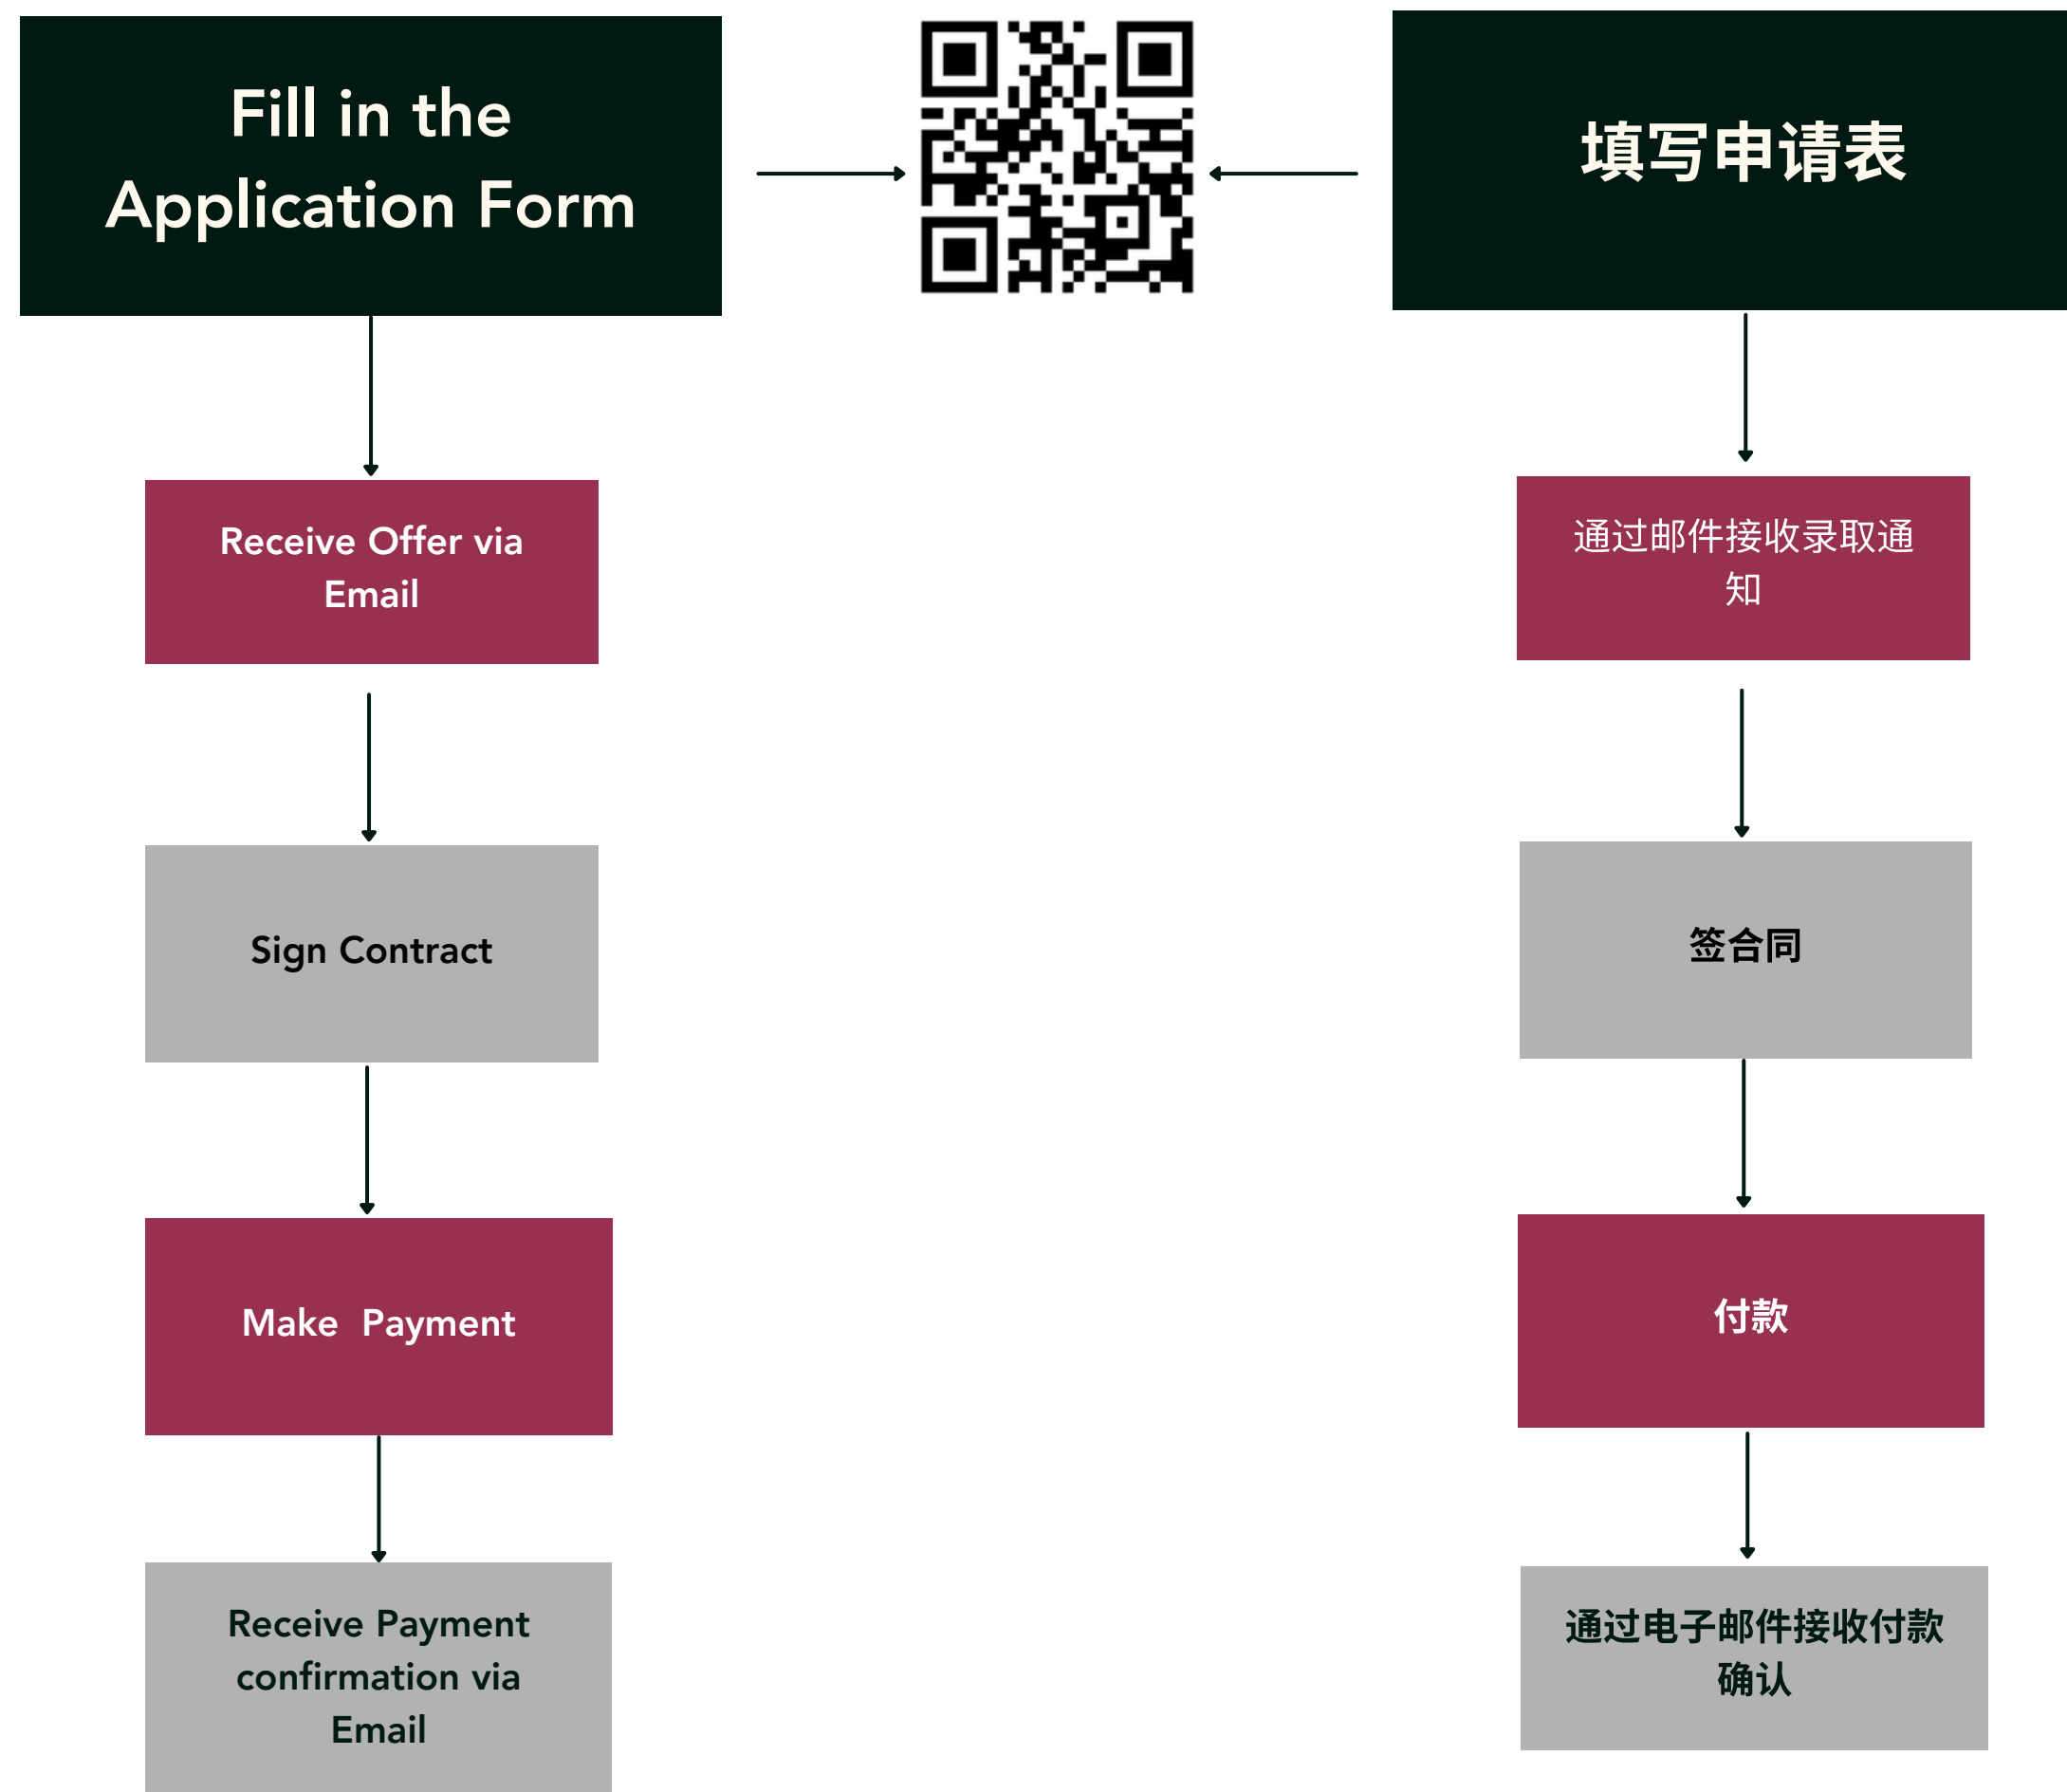 Fill in the
Application Form
填写申请表
Receive Offer via
Email
通过邮件接收录取通
知
Sign Contract
签合同
Make  Payment
付款
Receive Payment
confirmation via
Email
通过电子邮件接收付款
确认